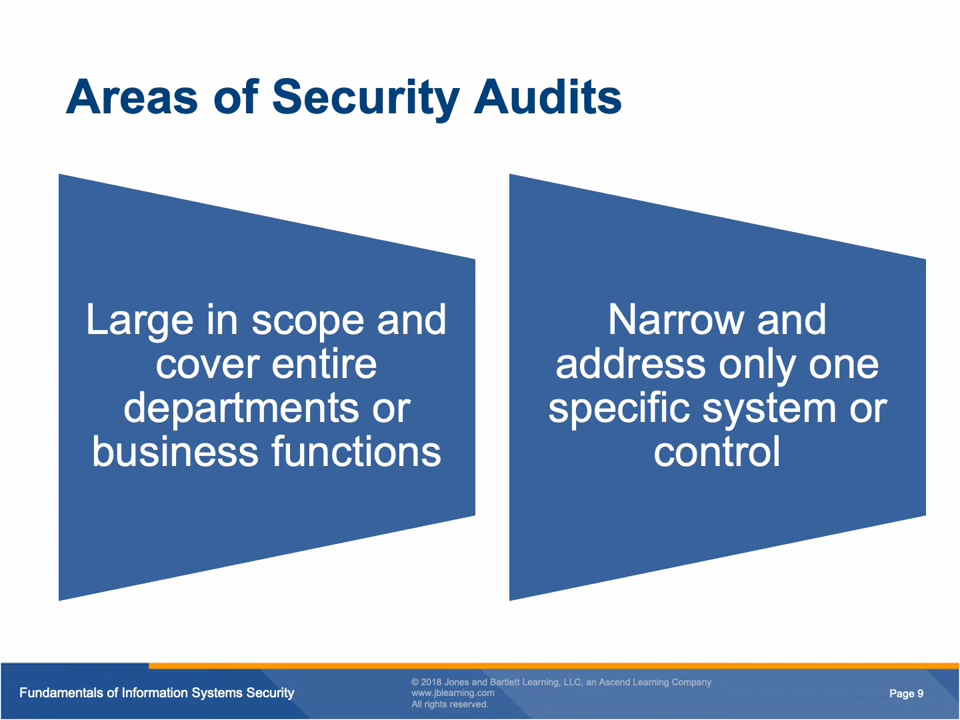 Areas of Security Audits
Large in scope and
cover entire
departments or
business functions
Narrow and
address only one
specific system or
control
Fundamentals of Information Systems Security
© 2018 Jones and Bartlett Learning, LLC, an Ascend Learning Company
www.jblearning.com
All rights reserved.
Page 9